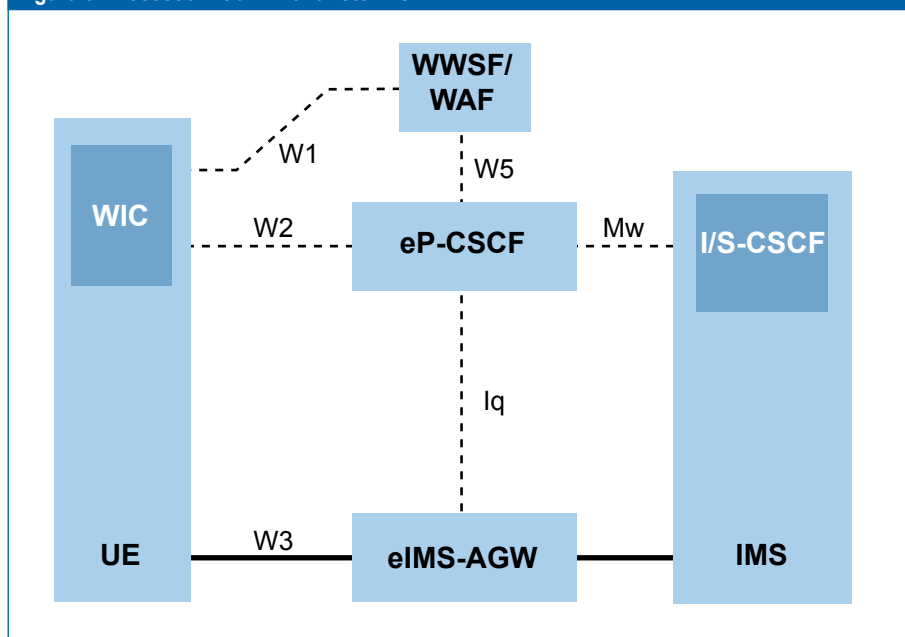 WWSF/
WAF
W1
W5
WIC
W2
eP-CSCF
Mw
I/S-CSCF
Iq
W3
UE
eIMS-AGW
IMS